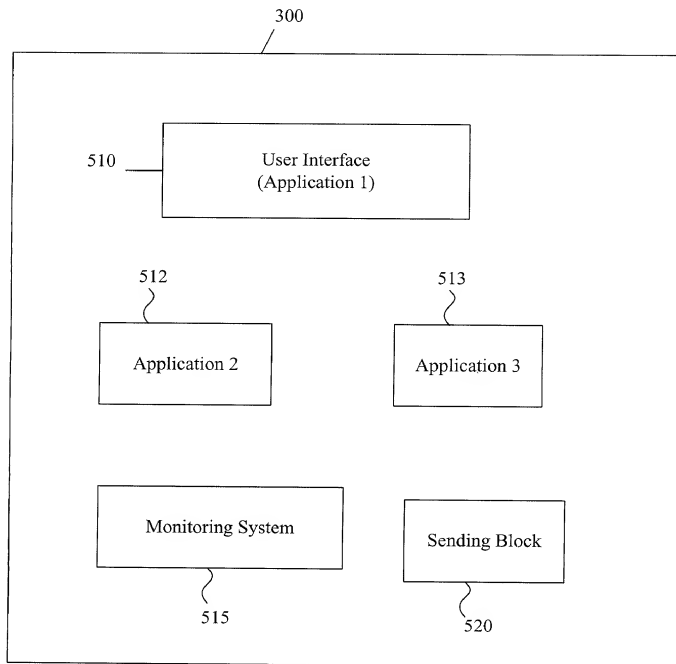 300
510
User Interface
(Application 1)
512
513
Application 2
Application 3
Monitoring System
Sending Block
515
520